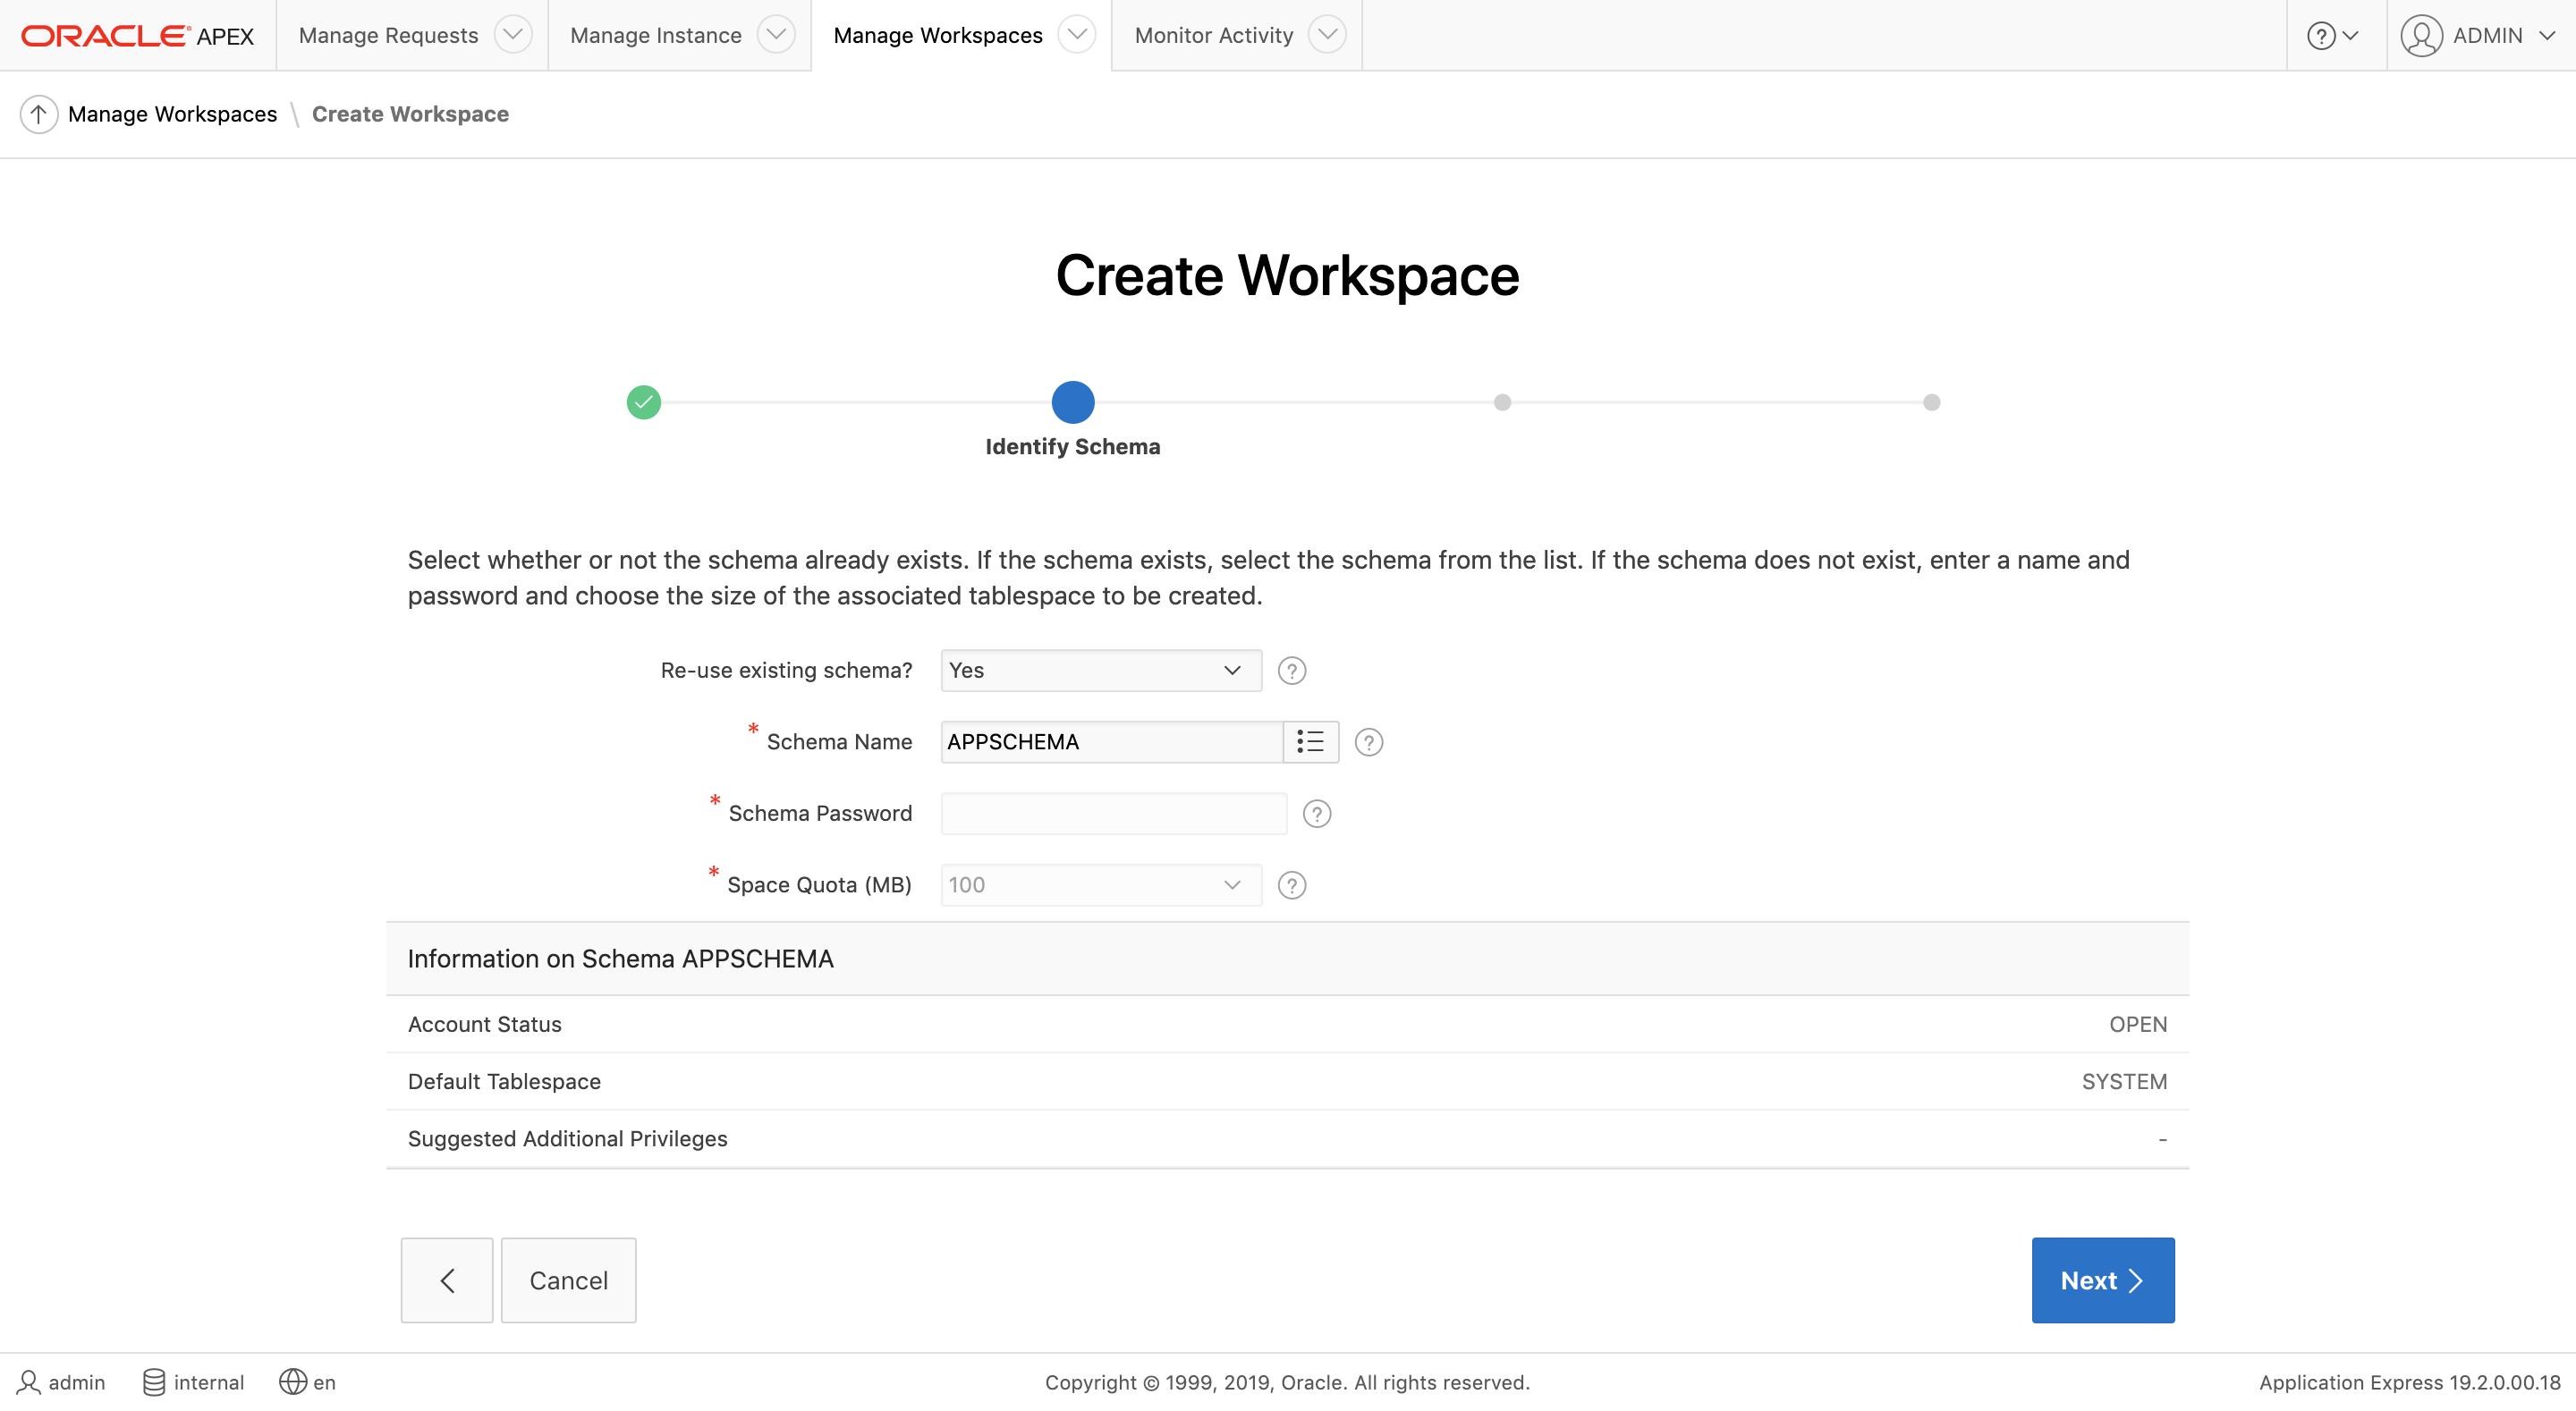 ORACLE APEX Manage Requests Manage Instance Manage Workspaces Monitor Activity ? ADMIN
Manage Workspaces \ Create Workspace
Create Workspace
Identify Schema
Select whether or not the schema already exists. If the schema exists, select the schema from the list. If the schema does not exist, enter a name and
password and choose the size of the associated tablespace to be created.
Re-use existing schema? Yes ?
* Schema Name APPSCHEMA ?
* Schema Password ?
* Space Quota (MB) 100 ?
Information on Schema APPSCHEMA
Account Status OPEN
Default Tablespace SYSTEM
Suggested Additional Privileges -
Cancel Next
admin internal en Copyright © 1999, 2019, Oracle. All rights reserved. Application Express 19.2.0.00.18